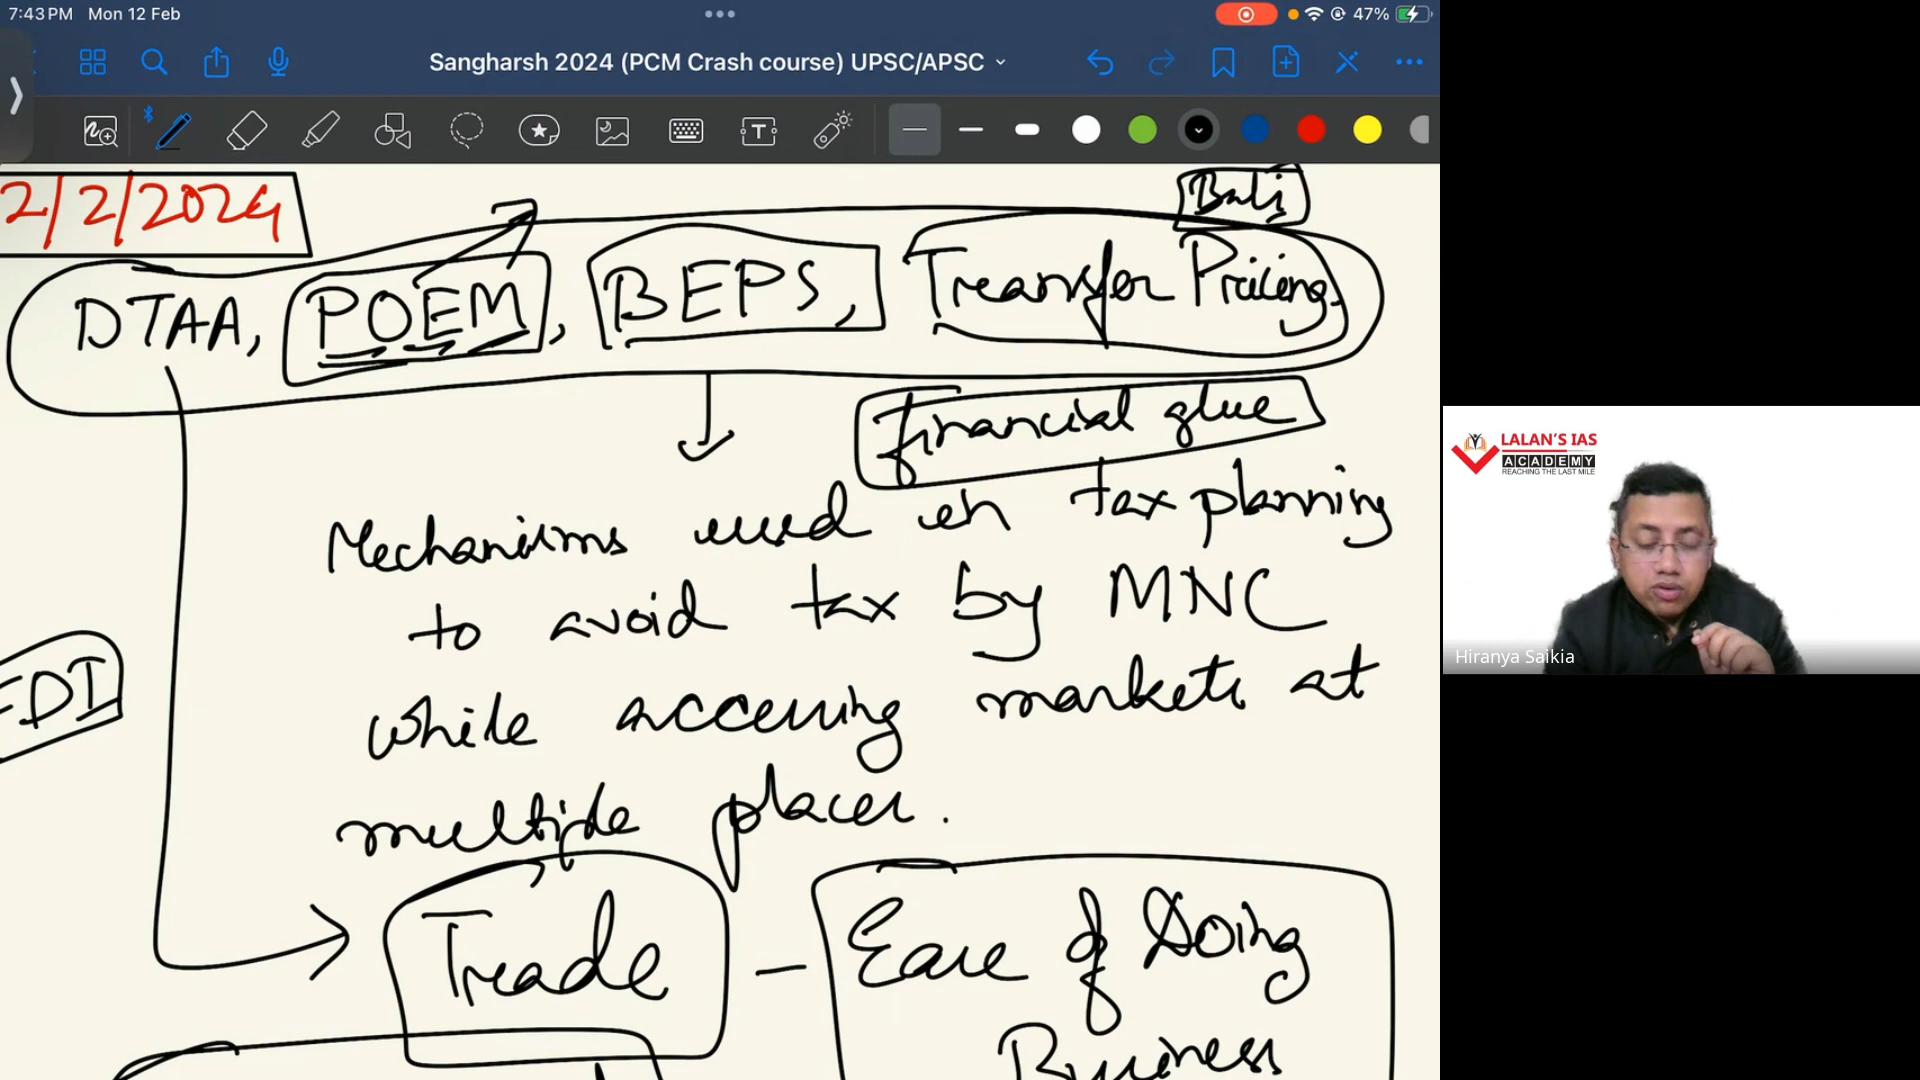 7:43 PM Mon 12 Feb
47%
Sangharsh 2024 (PCM Crash course) UPSC/APSC
2/2/2024
Bali
DTAA, POEM, BEPS, Transfer Pricing.
financial glue
Mechanisms used in tax planning
to avoid tax by MNC
FDI
while accessing markets at
multiple places.
Trade - Ease of Doing
Business
LALAN'S IAS
ACADEMY
REACHING THE LAST MILE
Hiranya Saikia